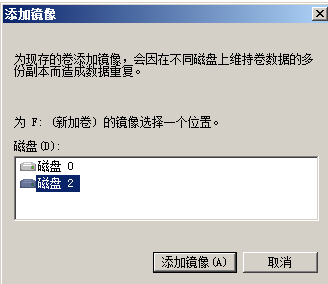 添加镜像
为现存的卷添加镜像，会因在不同磁盘上维持卷数据的多
份副本而造成数据重复。
为 F: (新加卷) 的镜像选择一个位置。
磁盘(D):
磁盘 0
磁盘 2
添加镜像(A)
取消